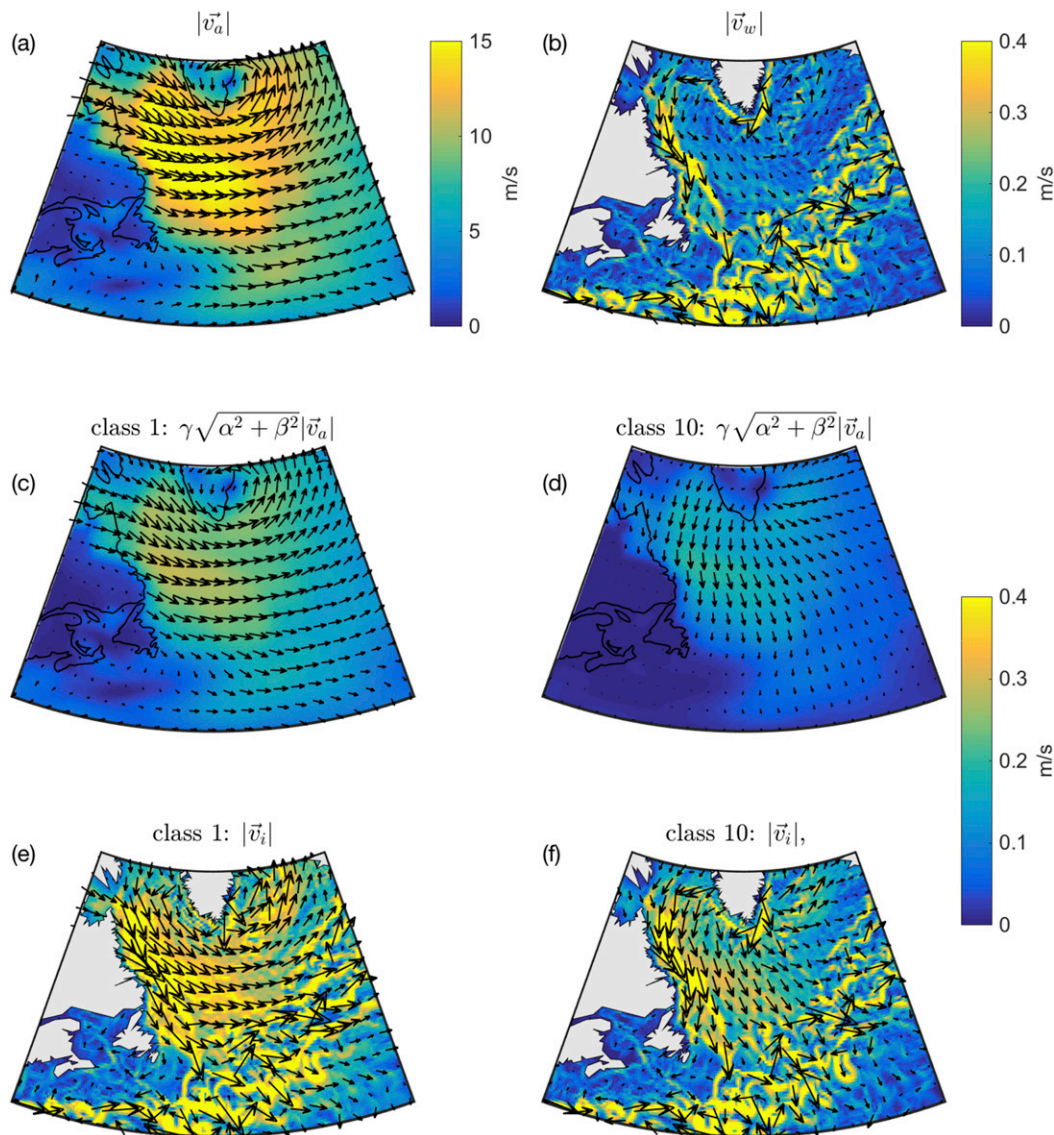 (a)
|v⃗a|
15
10
5
0
m/s
(b)
|v⃗w|
0.4
0.3
0.2
0.1
0
m/s
(c)
class 1: γ√(α² + β²)|v⃗a|
(d)
class 10: γ√(α² + β²)|v⃗a|
(e)
class 1: |v⃗i|
(f)
class 10: |v⃗i|,
0.4
0.3
0.2
0.1
0
m/s